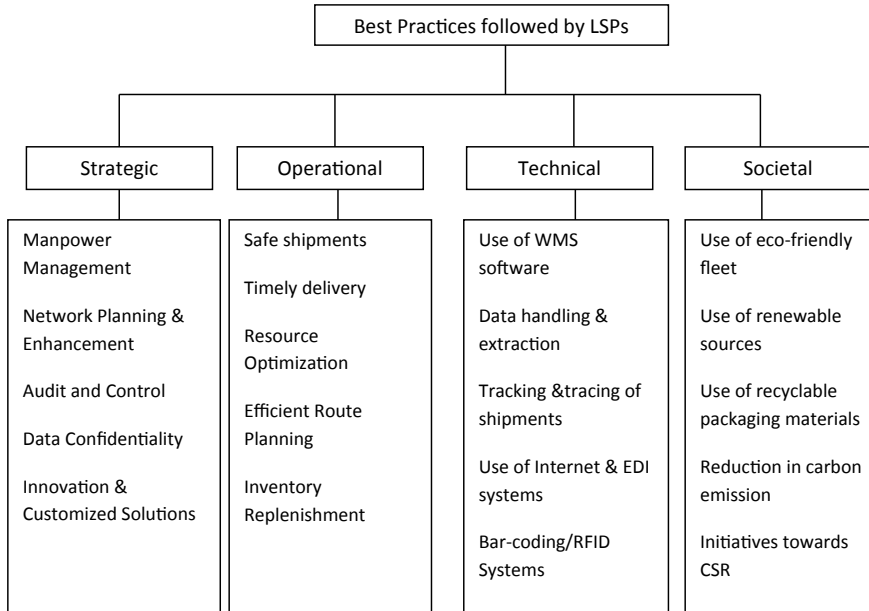 Best Practices followed by LSPs
Strategic
Operational
Technical
Societal
Manpower
Management
Network Planning &
Enhancement
Audit and Control
Data Confidentiality
Innovation &
Customized Solutions
Safe shipments
Timely delivery
Resource
Optimization
Efficient Route
Planning
Inventory
Replenishment
Use of WMS
software
Data handling &
extraction
Tracking &tracing of
shipments
Use of Internet & EDI
systems
Bar-coding/RFID
Systems
Use of eco-friendly
fleet
Use of renewable
sources
Use of recyclable
packaging materials
Reduction in carbon
emission
Initiatives towards
CSR